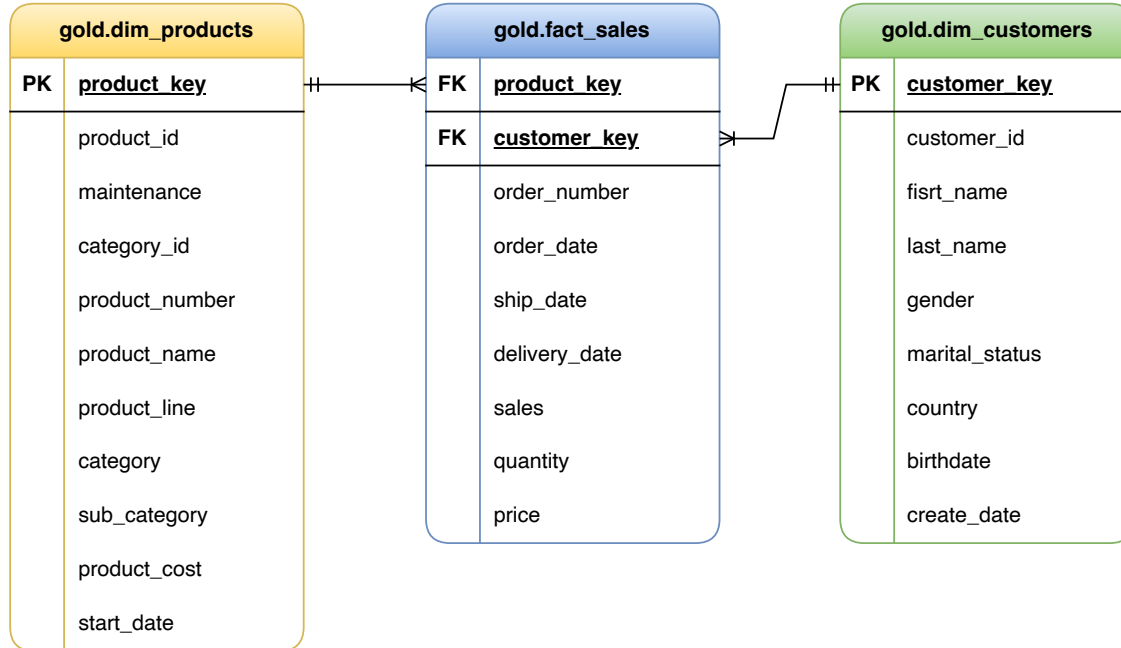 gold.dim_products
PK product_key
product_id
maintenance
category_id
product_number
product_name
product_line
category
sub_category
product_cost
start_date
gold.fact_sales
FK product_key
FK customer_key
order_number
order_date
ship_date
delivery_date
sales
quantity
price
gold.dim_customers
PK customer_key
customer_id
fisrt_name
last_name
gender
marital_status
country
birthdate
create_date